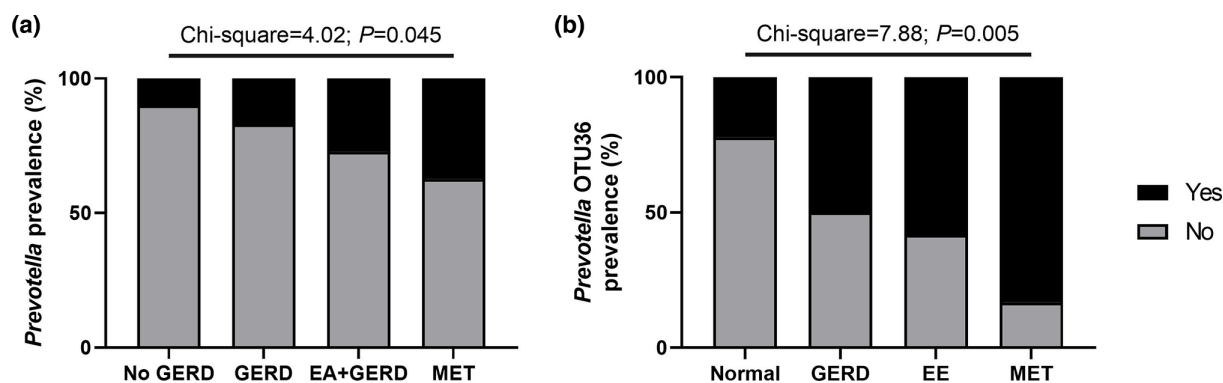 (a)
Chi-square=4.02; P=0.045
Prevotella prevalence (%)
100
50
0
No GERD GERD EA+GERD MET
(b)
Chi-square=7.88; P=0.005
Prevotella OTU36
prevalence (%)
100
50
0
Normal GERD EE MET
Yes
No